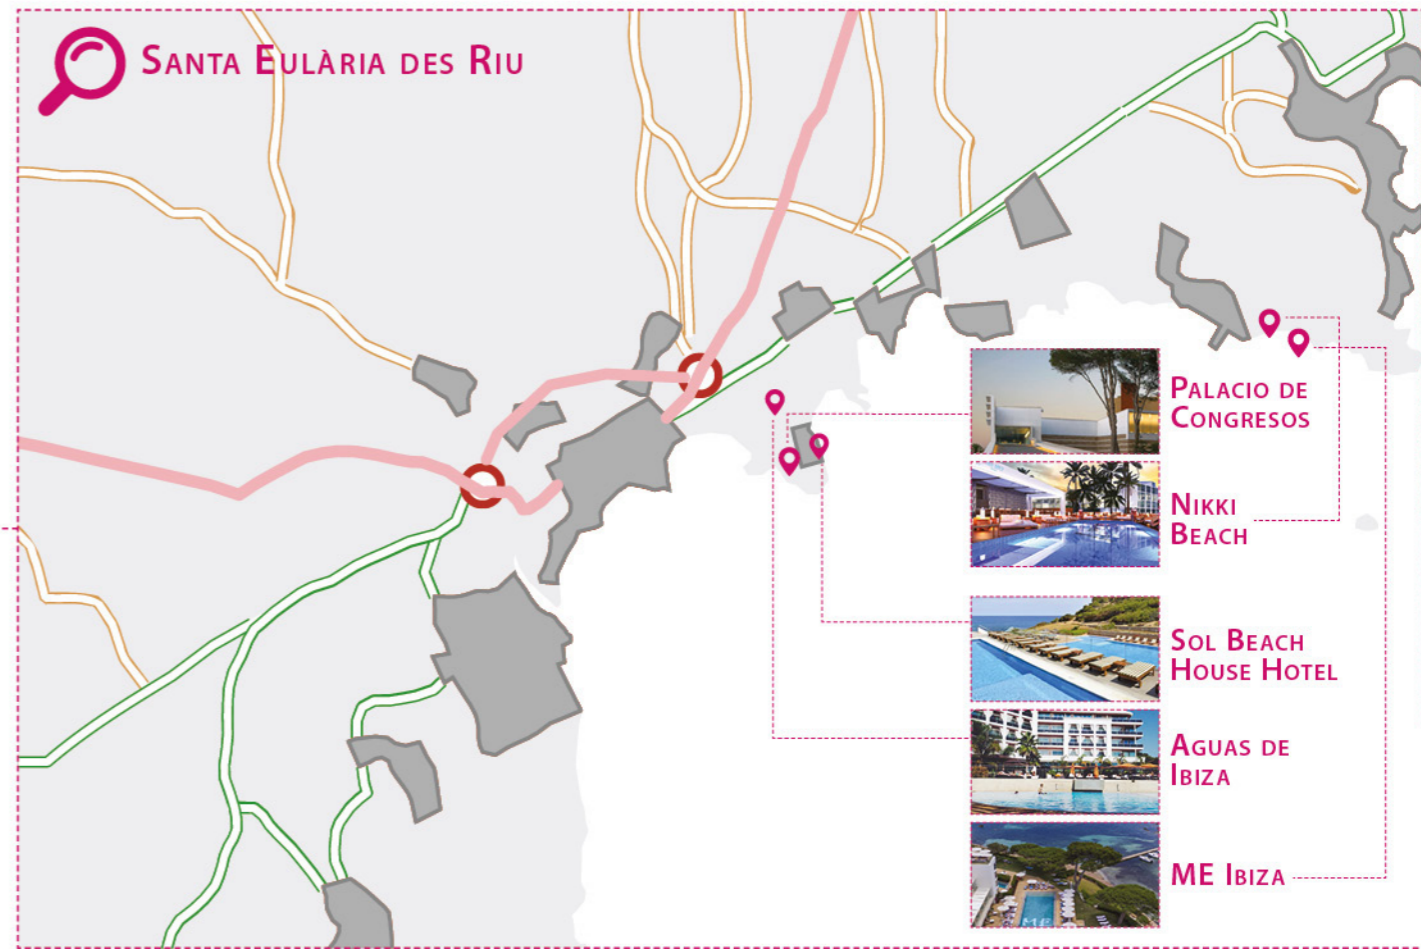 Santa Eulària des Riu
Palacio de
Congresos
Nikki
Beach
Sol Beach
House Hotel
Aguas de
Ibiza
ME Ibiza